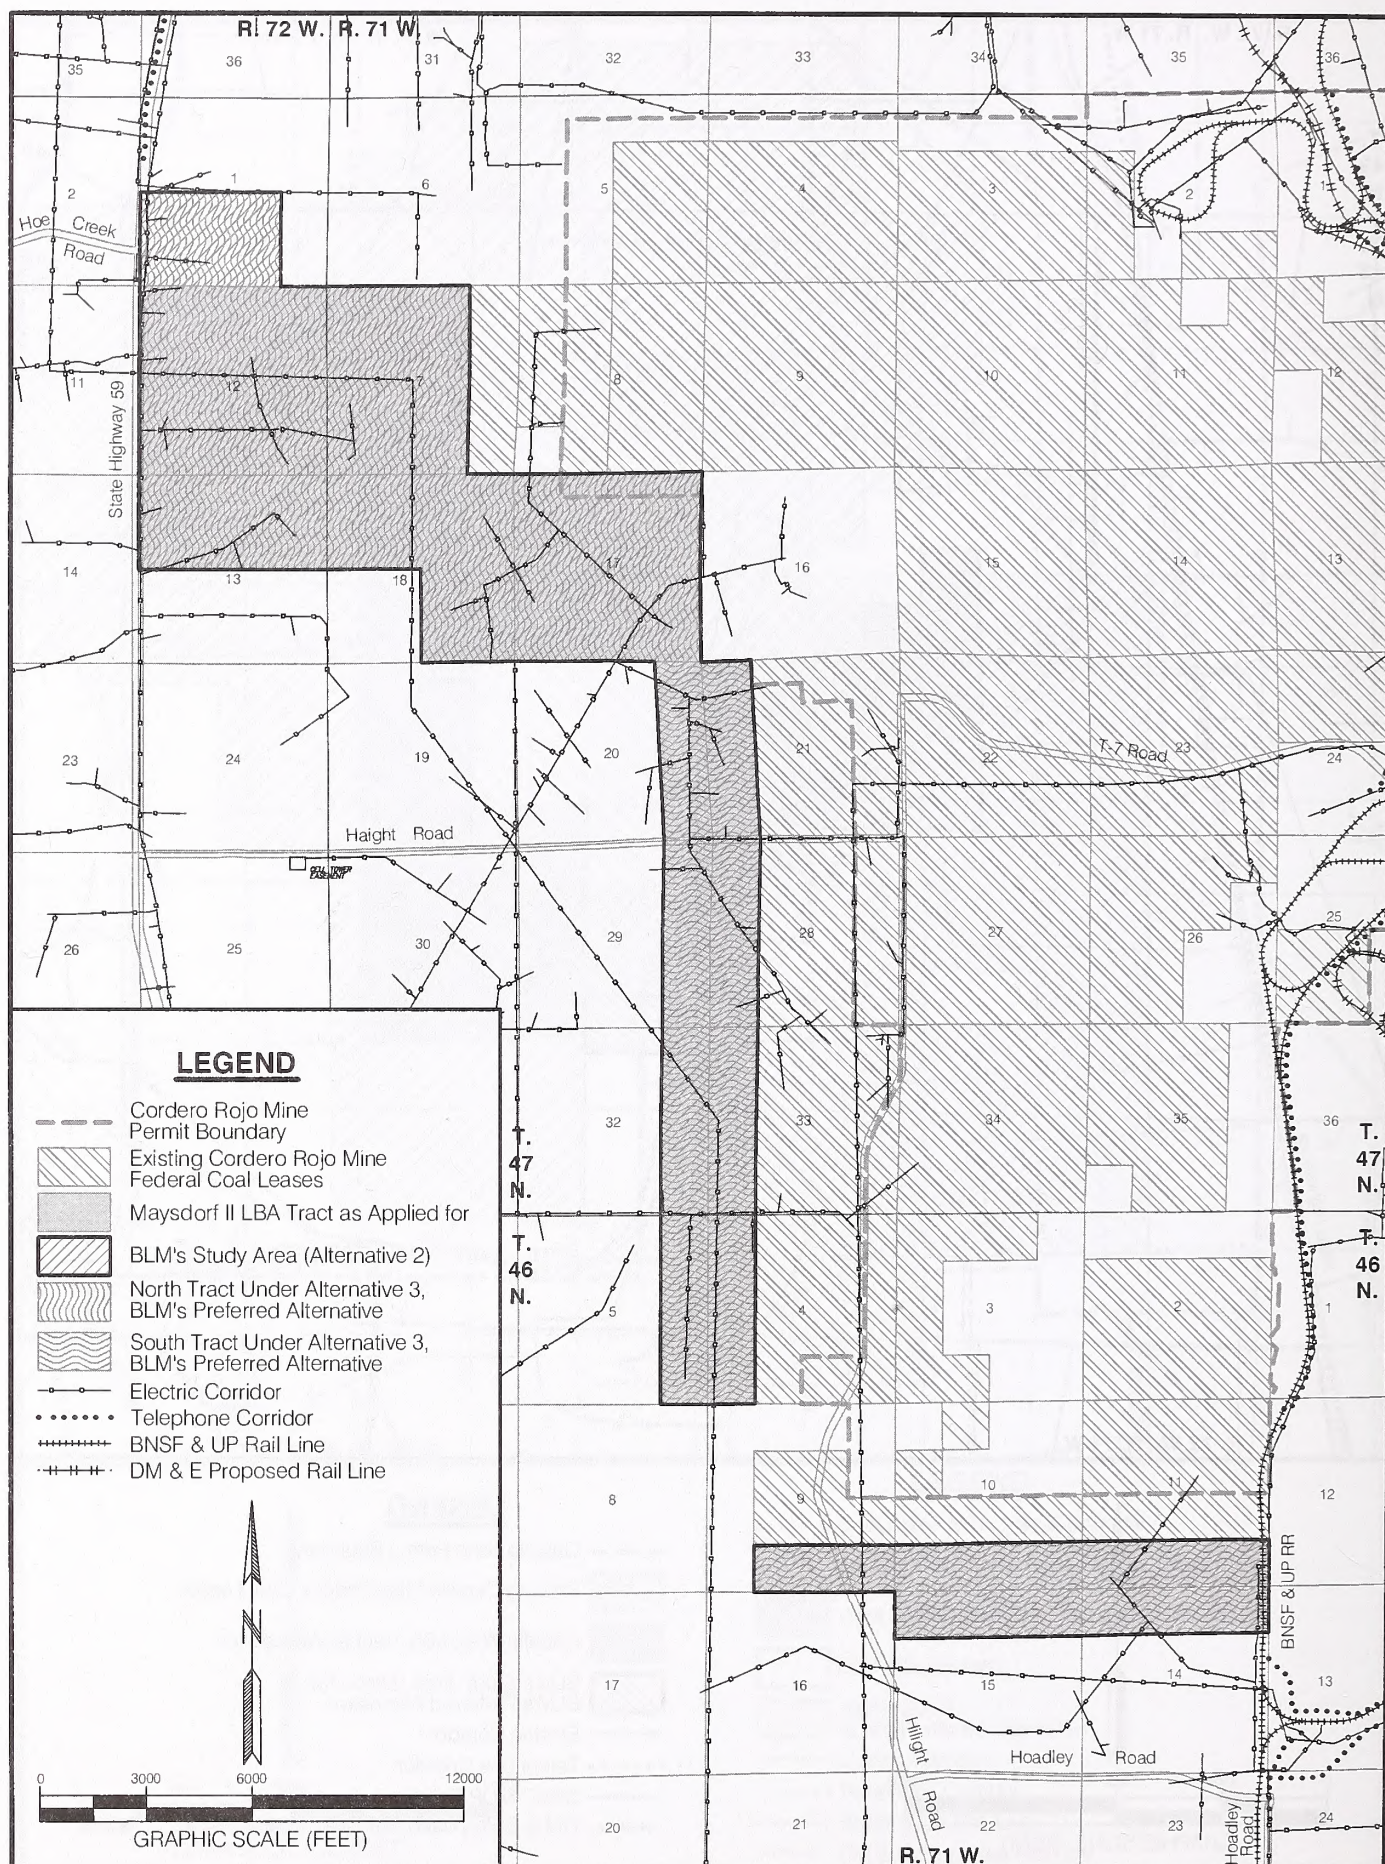 R. 72 W. R. 71 W.
35 36 31 32 33 34 35 36
2 1 6 5 4 3 2 1
Hoe Creek
Road
11 12 7 8 9 10 11 12
State Highway 59
14 13 18 17 16 15 14 13
23 24 19 20 21 22 23 24
T-7 Road
Haight Road
CELL TOWER
EASEMENT
26 25 30 29 28 27 26 25
32 33 34 35 36
T.
47
N.
T.
47
N.
T.
46
N.
T.
46
N.
5 4 3 2 1
8 9 10 11 12
BNSF & UP RR
17 16 15 14 13
Hilight
Road
Hoadley Road
Hoadley
Road
20 21 22 23 24
R. 71 W.
LEGEND
Cordero Rojo Mine
Permit Boundary
Existing Cordero Rojo Mine
Federal Coal Leases
Maysdorf II LBA Tract as Applied for
BLM's Study Area (Alternative 2)
North Tract Under Alternative 3,
BLM's Preferred Alternative
South Tract Under Alternative 3,
BLM's Preferred Alternative
Electric Corridor
Telephone Corridor
BNSF & UP Rail Line
DM & E Proposed Rail Line
N
0 3000 6000 12000
GRAPHIC SCALE (FEET)